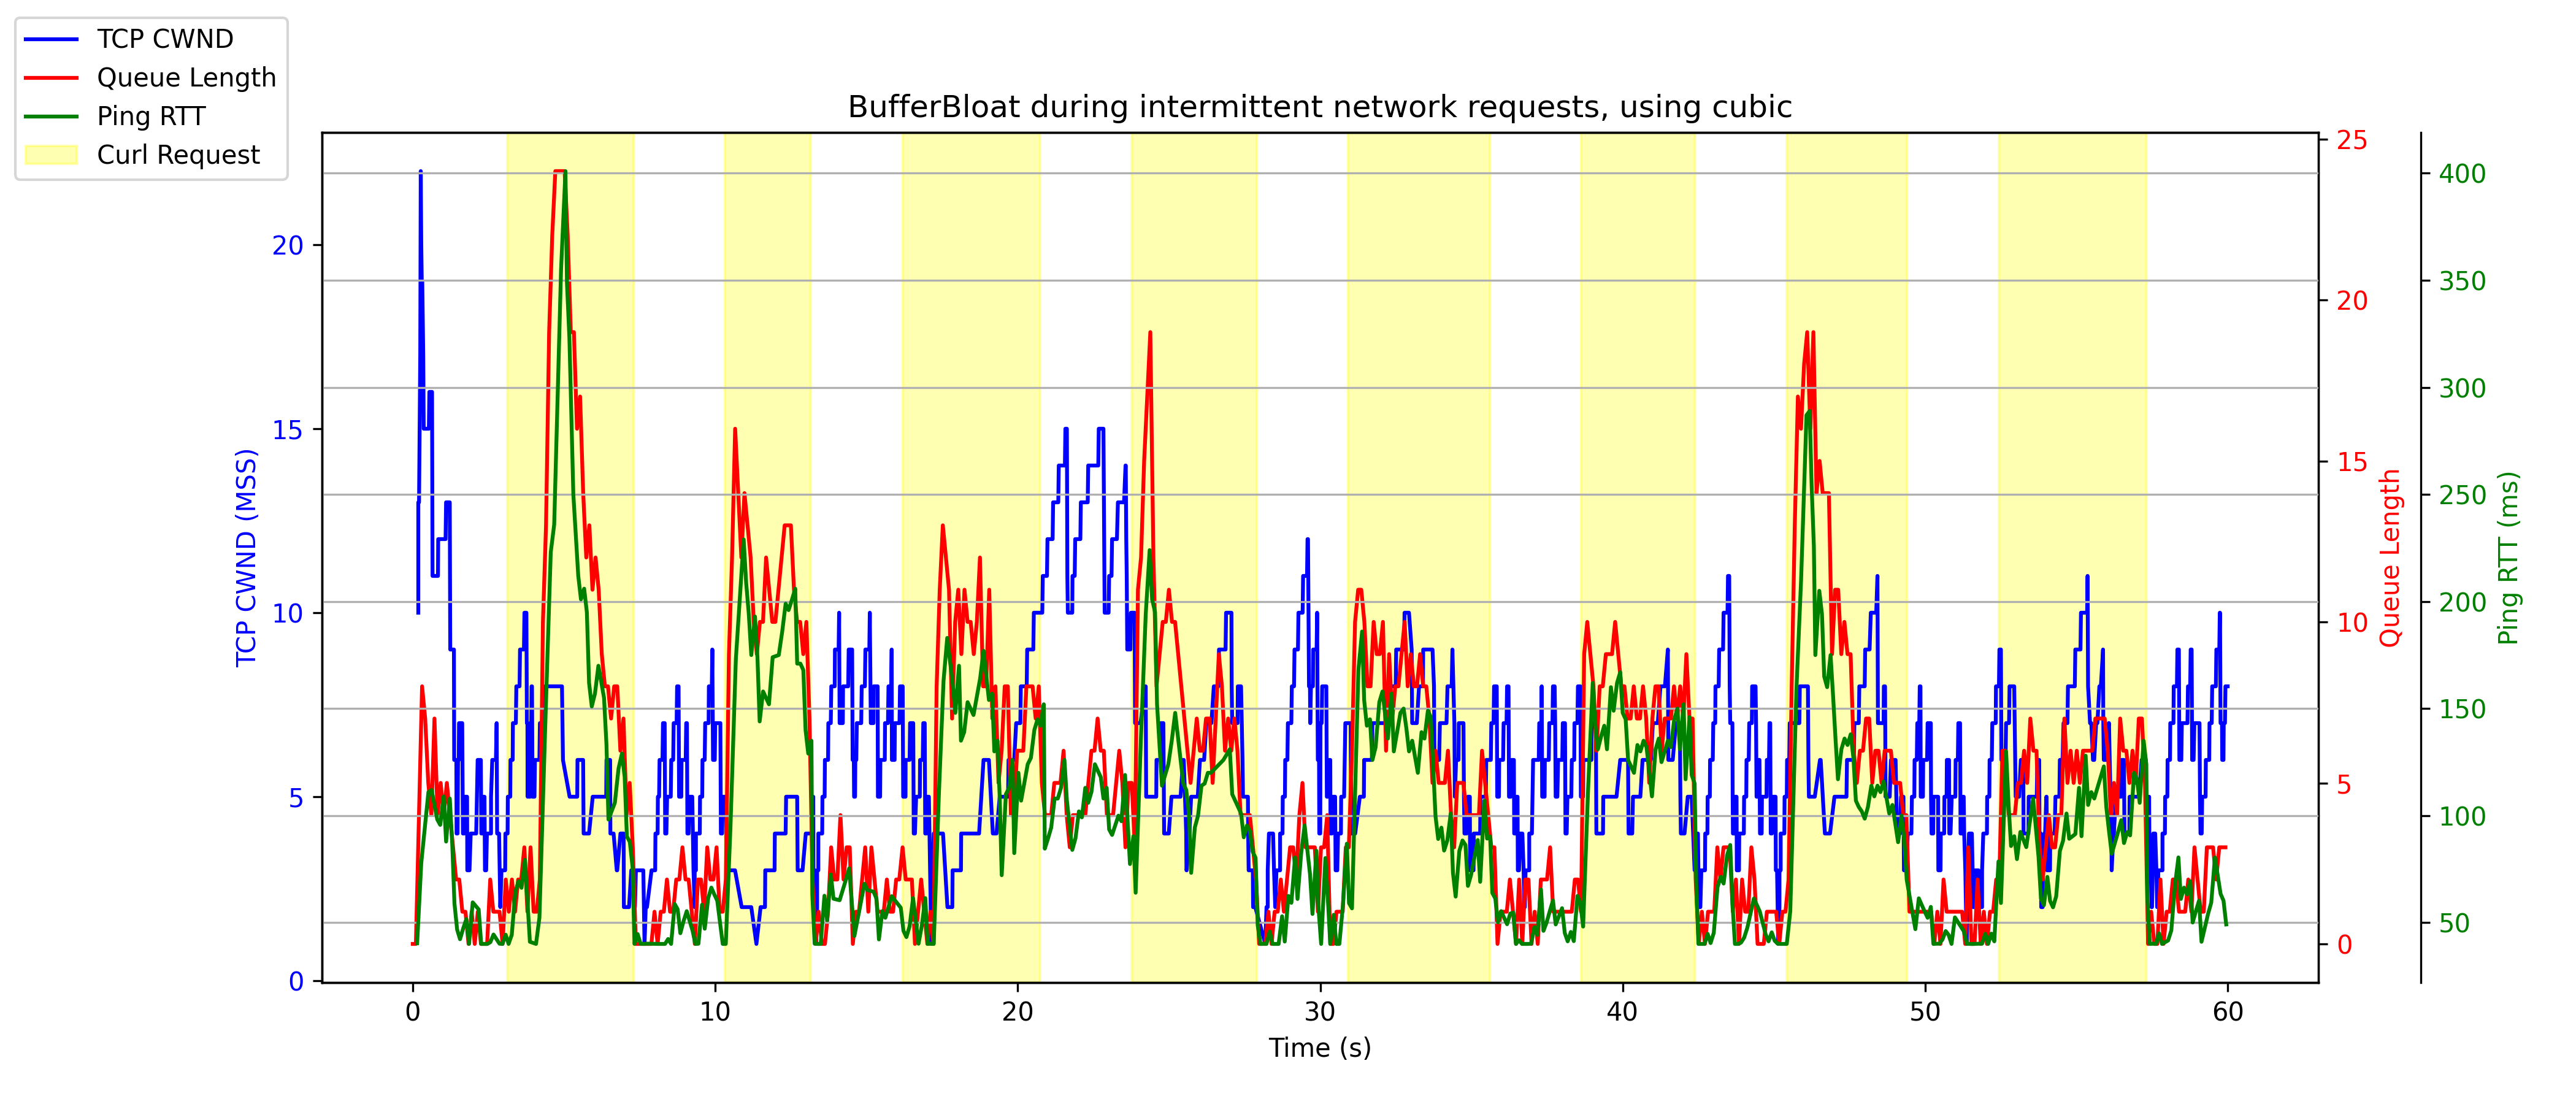 TCP CWND
Queue Length
Ping RTT
Curl Request
BufferBloat during intermittent network requests, using cubic
TCP CWND (MSS)
0
5
10
15
20
0
10
20
30
40
50
60
Time (s)
0
5
10
15
20
25
Queue Length
50
100
150
200
250
300
350
400
Ping RTT (ms)